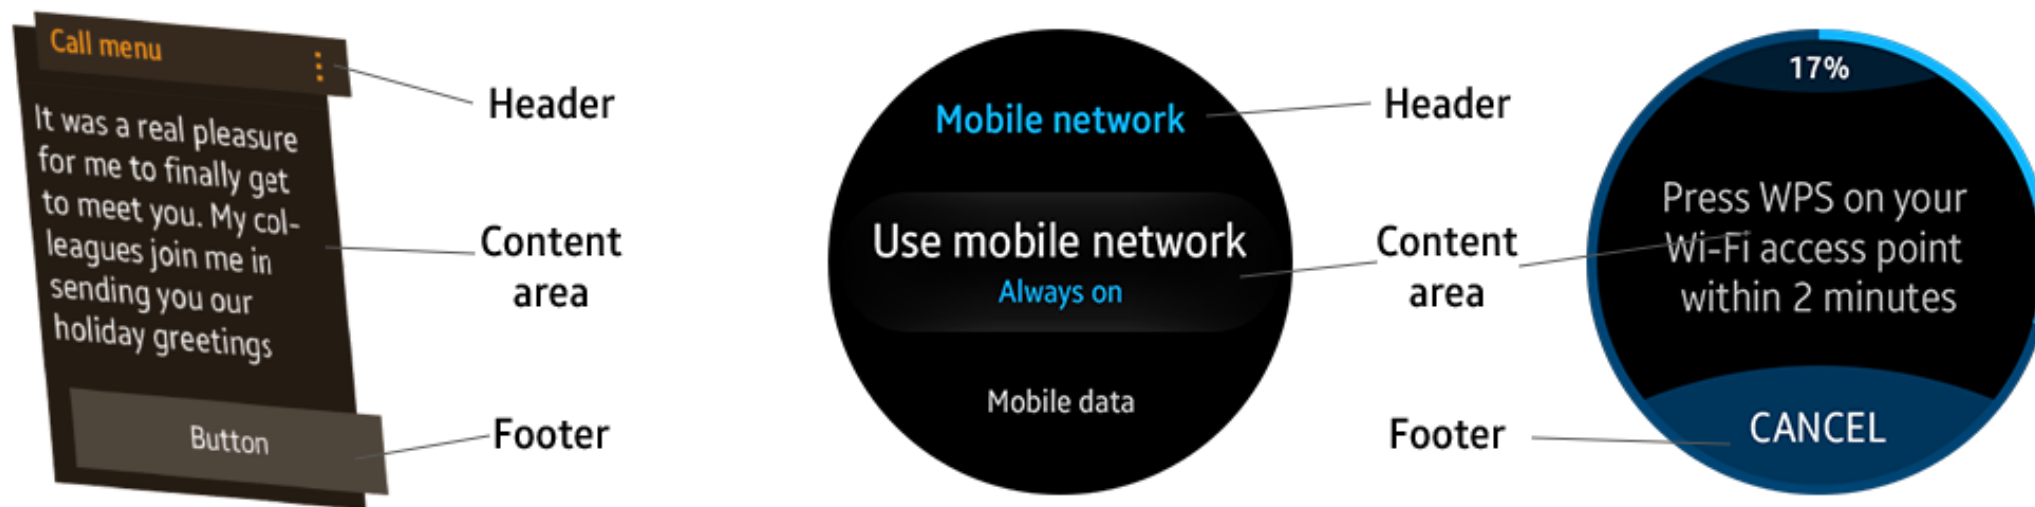 Call menu
It was a real pleasure
for me to finally get
to meet you. My col-
leagues join me in
sending you our
holiday greetings
Button
Header
Content
area
Footer
Mobile network
Use mobile network
Always on
Mobile data
Header
Content
area
Footer
17%
Press WPS on your
Wi-Fi access point
within 2 minutes
CANCEL